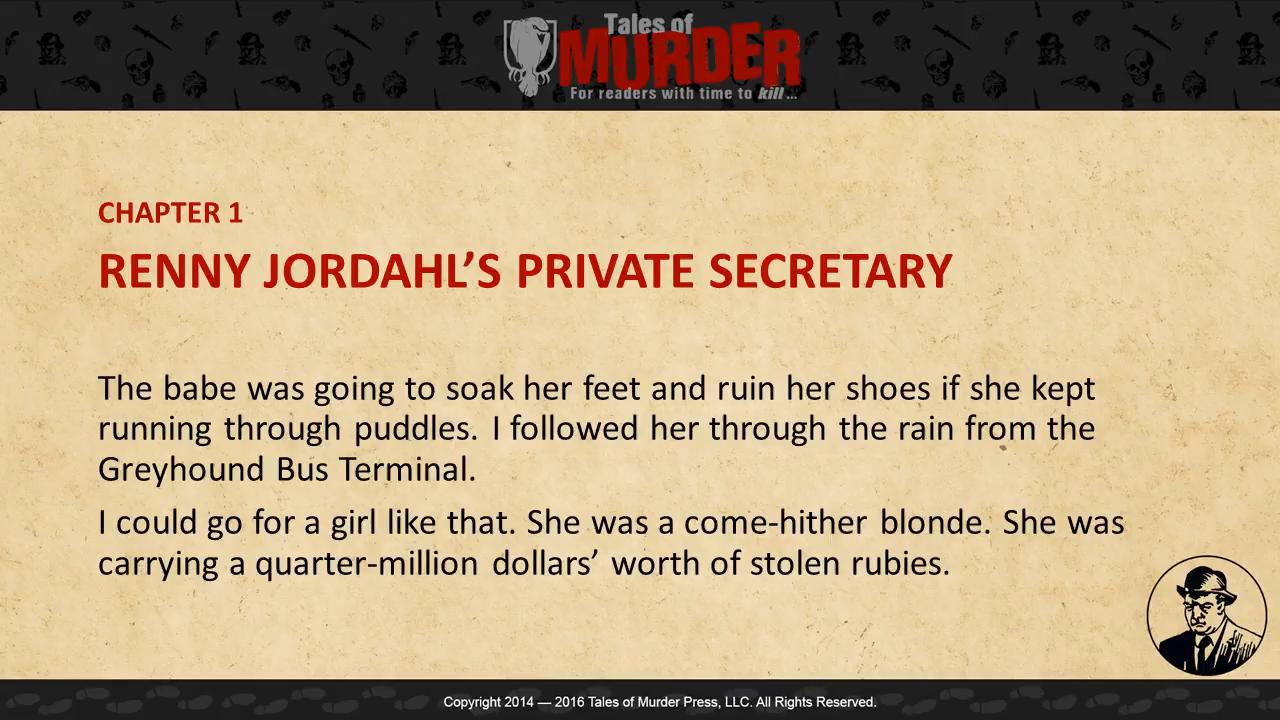 Tales of
MURDER
For readers with time to kill...
CHAPTER 1
RENNY JORDAHL’S PRIVATE SECRETARY
The babe was going to soak her feet and ruin her shoes if she kept
running through puddles. I followed her through the rain from the
Greyhound Bus Terminal.
I could go for a girl like that. She was a come-hither blonde. She was
carrying a quarter-million dollars’ worth of stolen rubies.
Copyright 2014 — 2016 Tales of Murder Press, LLC. All Rights Reserved.